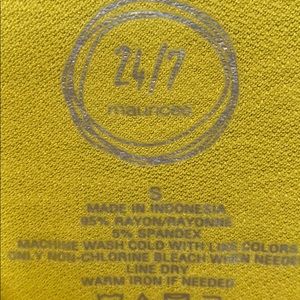 24/7
maurices
S
MADE IN INDONESIA
95% RAYON/RAYONNE
5% SPANDEX
MACHINE WASH COLD WITH LIKE COLORS
ONLY NON-CHLORINE BLEACH WHEN NEEDE
LINE DRY
WARM IRON IF NEEDED